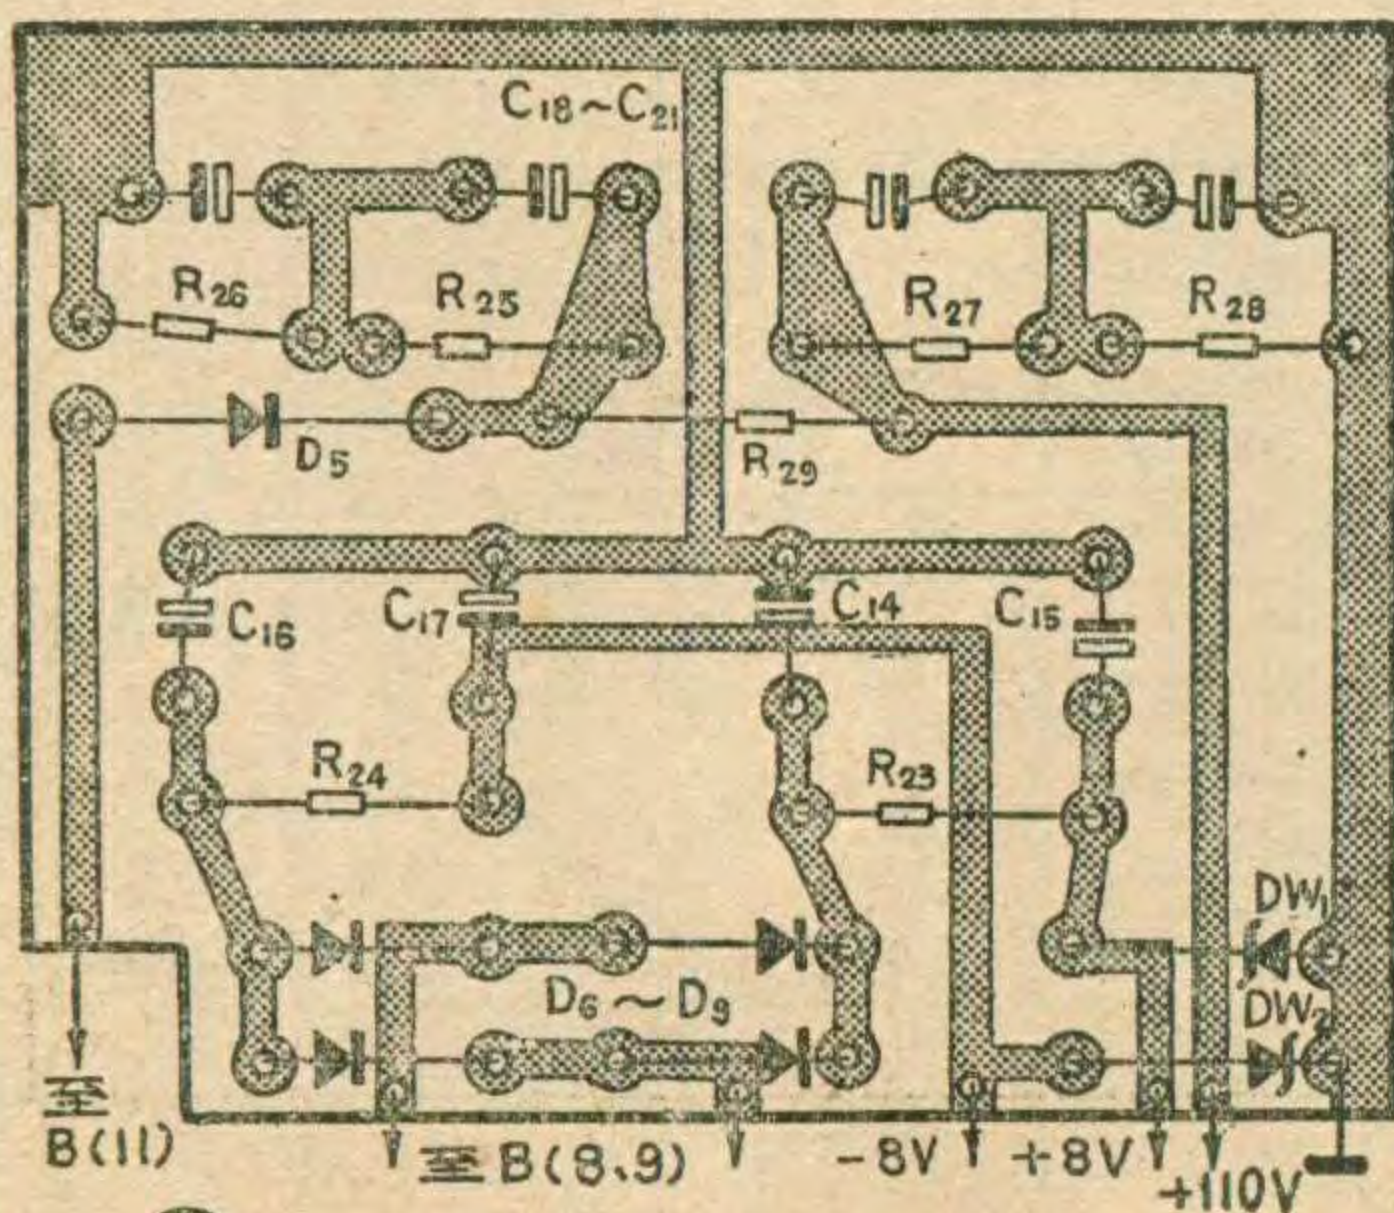 C18~C21
R26
R25
R27
R28
D5
R29
C16
C17
C14
C15
R24
R23
DW1
D6~D9
DW2
至
B(11)
至B(8、9)
-8V
+8V
+110V